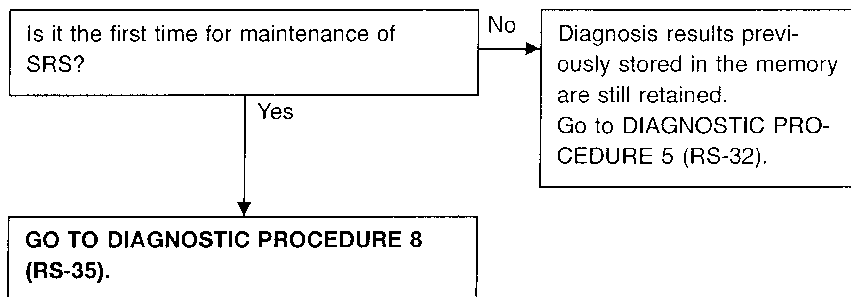 Is it the first time for maintenance of
SRS?
No
Diagnosis results previ-
ously stored in the memory
are still retained.
Go to DIAGNOSTIC PRO-
CEDURE 5 (RS-32).
Yes
GO TO DIAGNOSTIC PROCEDURE 8
(RS-35).